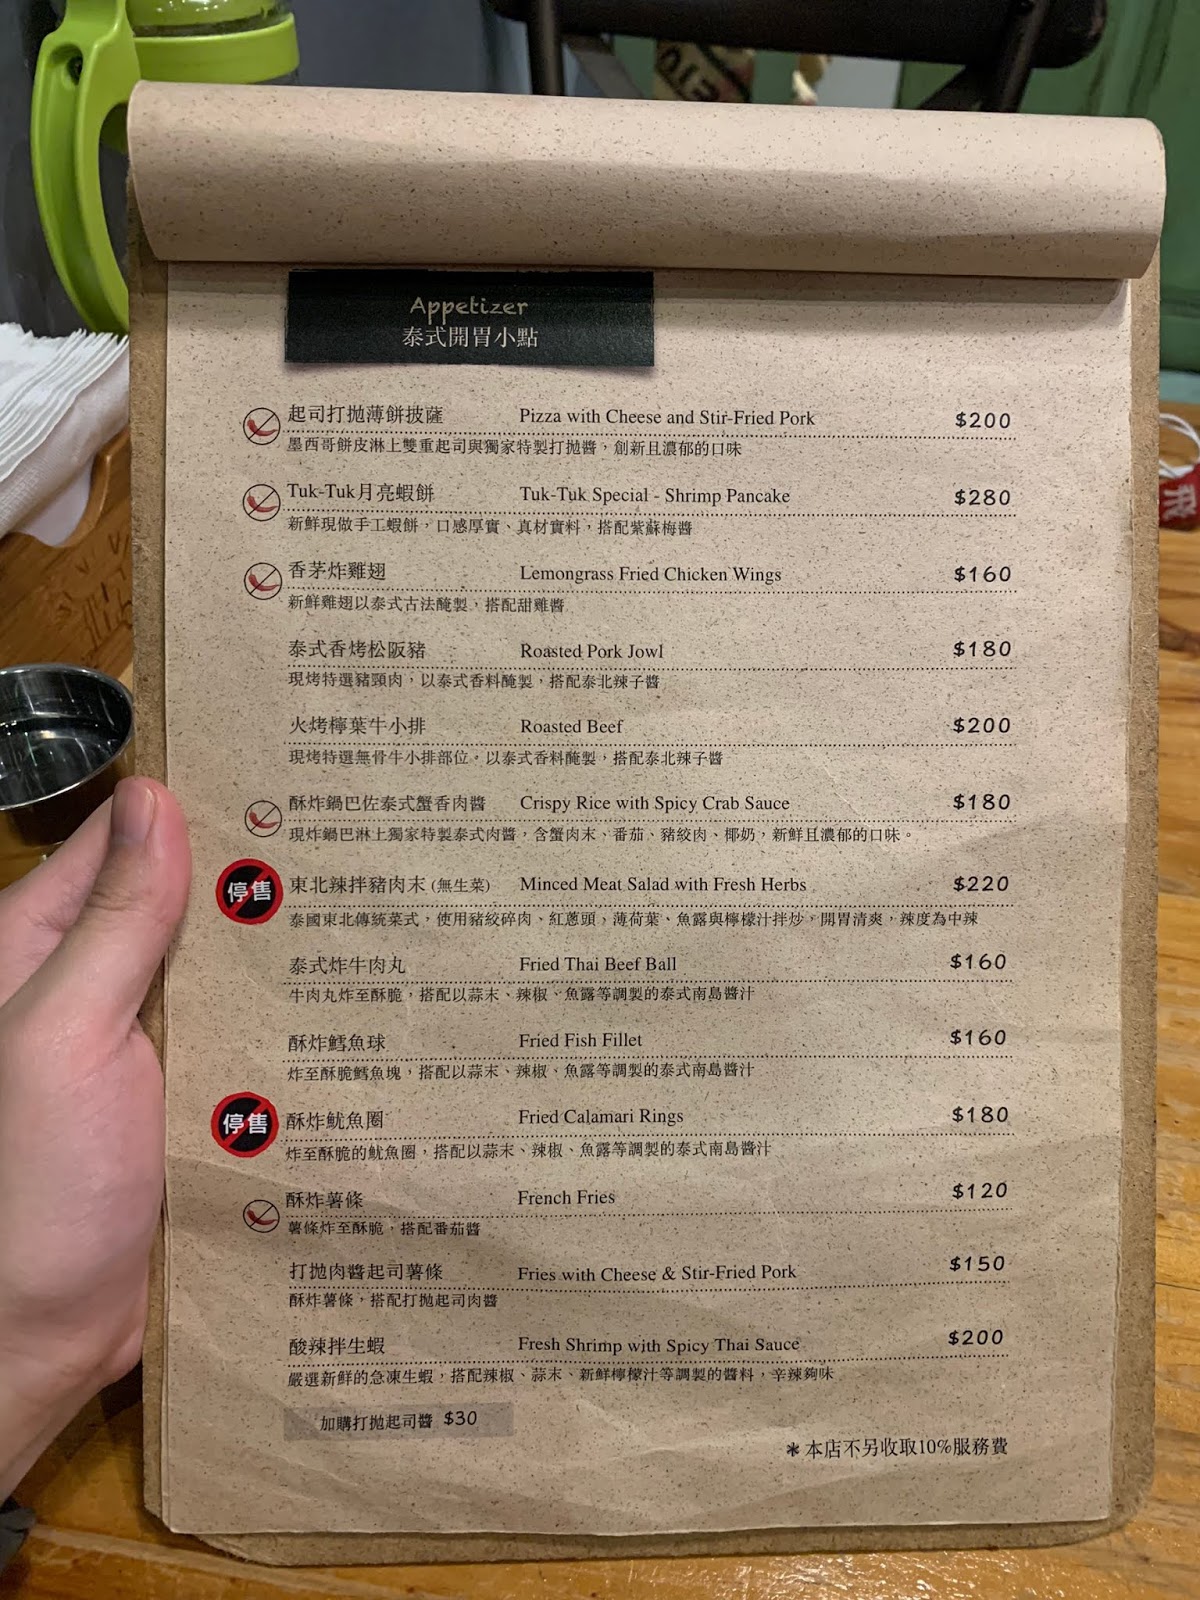 Appetizer
泰式開胃小點
起司打拋薄餅披薩 Pizza with Cheese and Stir-Fried Pork $200
墨西哥餅皮淋上雙重起司與獨家特製打拋醬，創新且濃郁的口味
Tuk-Tuk月亮蝦餅 Tuk-Tuk Special - Shrimp Pancake $280
新鮮現做手工蝦餅，口感厚實、真材實料，搭配紫蘇梅醬
香茅炸雞翅 Lemongrass Fried Chicken Wings $160
新鮮雞翅以泰式古法醃製，搭配甜雞醬
泰式香烤松阪豬 Roasted Pork Jowl $180
現烤特選豬頸肉，以泰式香料醃製，搭配泰北辣子醬
火烤檸葉牛小排 Roasted Beef $200
現烤特選無骨牛小排部位。以泰式香料醃製，搭配泰北辣子醬
酥炸鍋巴佐泰式蟹香肉醬 Crispy Rice with Spicy Crab Sauce $180
現炸鍋巴淋上獨家特製泰式肉醬，含蟹肉末、番茄、豬絞肉、椰奶，新鮮且濃郁的口味。
停售 東北辣拌豬肉末 (無生菜) Minced Meat Salad with Fresh Herbs $220
泰國東北傳統菜式，使用豬絞碎肉、紅蔥頭，薄荷葉、魚露與檸檬汁拌炒，開胃清爽，辣度為中辣
泰式炸牛肉丸 Fried Thai Beef Ball $160
牛肉丸炸至酥脆，搭配以蒜末、辣椒、魚露等調製的泰式南島醬汁
酥炸鱈魚球 Fried Fish Fillet $160
炸至酥脆鱈魚塊，搭配以蒜末、辣椒、魚露等調製的泰式南島醬汁
停售 酥炸魷魚圈 Fried Calamari Rings $180
炸至酥脆的魷魚圈，搭配以蒜末、辣椒、魚露等調製的泰式南島醬汁
酥炸薯條 French Fries $120
薯條炸至酥脆，搭配番茄醬
打拋肉醬起司薯條 Fries with Cheese & Stir-Fried Pork $150
酥炸薯條，搭配打拋起司肉醬
酸辣拌生蝦 Fresh Shrimp with Spicy Thai Sauce $200
嚴選新鮮的急凍生蝦，搭配辣椒、蒜末、新鮮檸檬汁等調製的醬料，辛辣夠味
加購打拋起司醬 $30
＊本店不另收取10%服務費